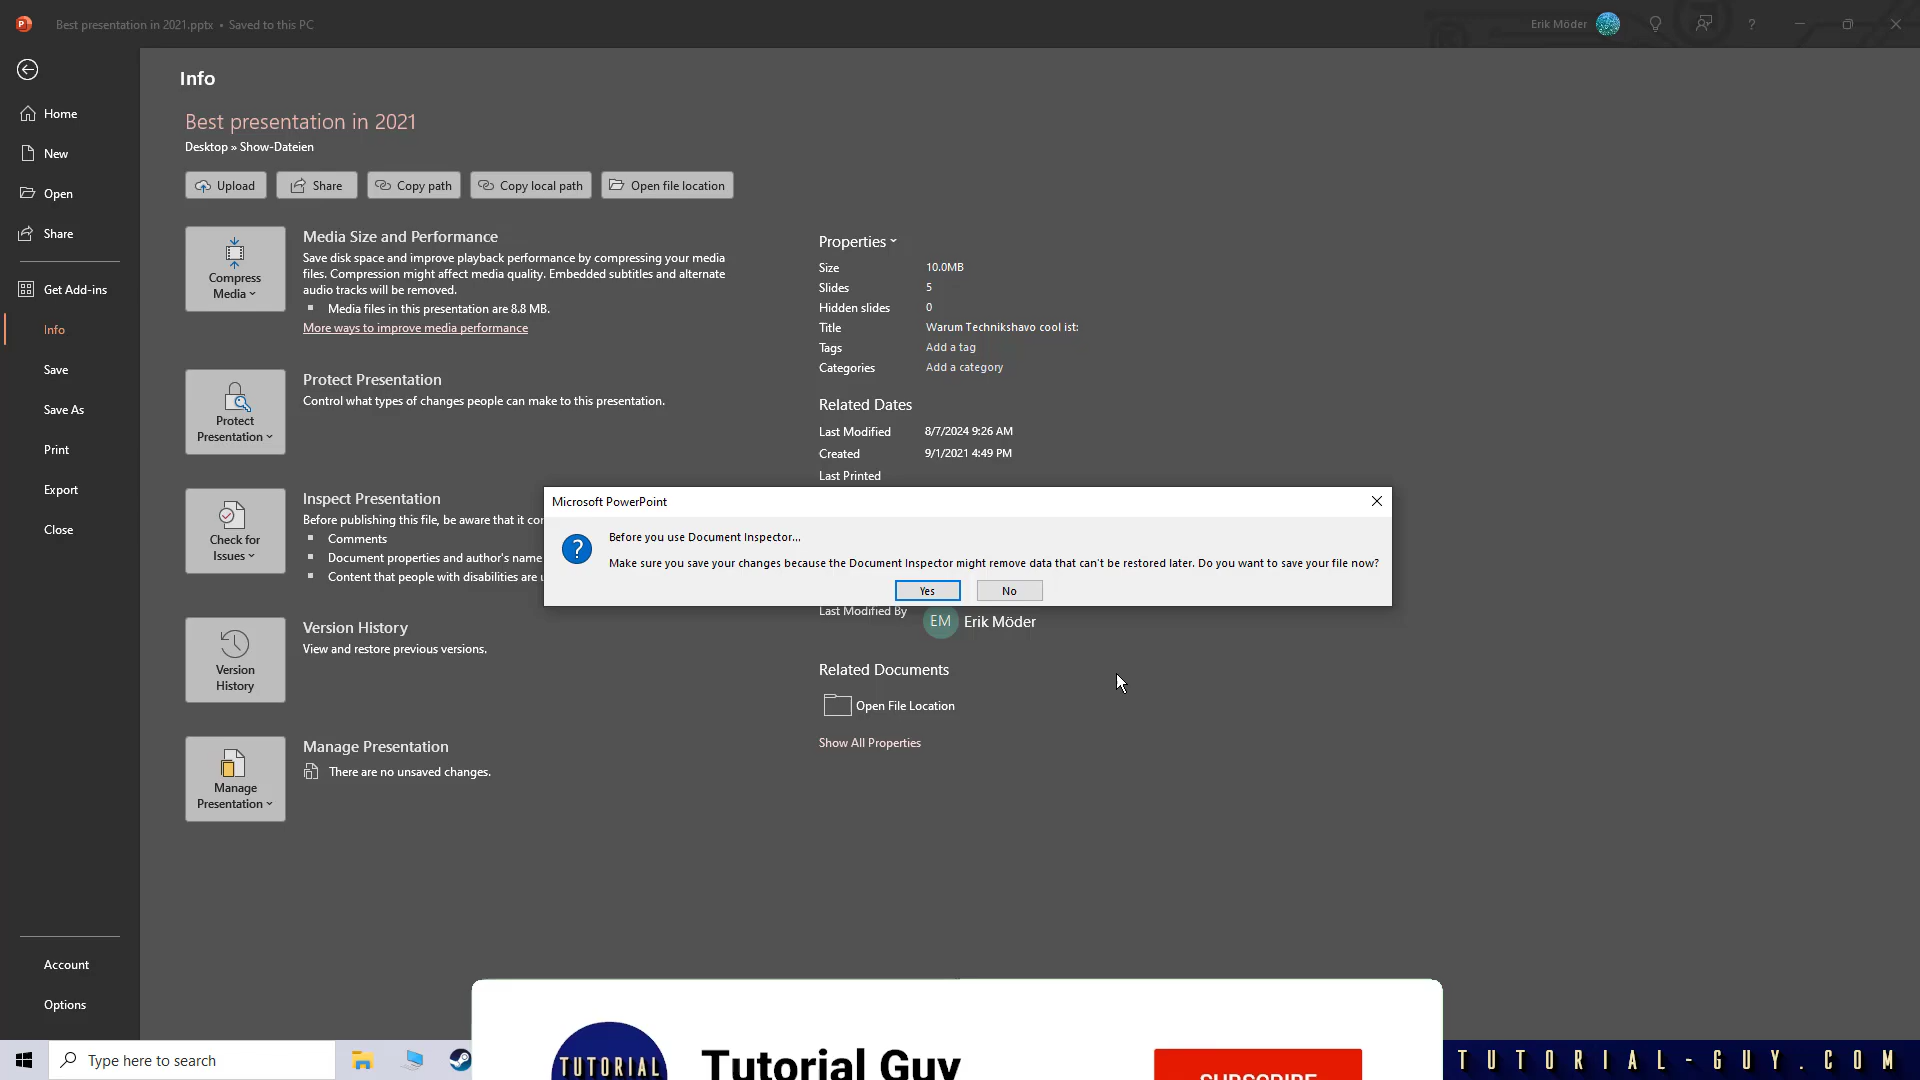 Best presentation in 2021.pptx • Saved to this PC
Erik Möder
?
Info
Home
New
Open
Share
Get Add-ins
Info
Save
Save As
Print
Export
Close
Account
Options
Best presentation in 2021
Desktop » Show-Dateien
Upload
Share
Copy path
Copy local path
Open file location
Compress
Media
Media Size and Performance
Save disk space and improve playback performance by compressing your media
files. Compression might affect media quality. Embedded subtitles and alternate
audio tracks will be removed.
Media files in this presentation are 8.8 MB.
More ways to improve media performance
Protect
Presentation
Protect Presentation
Control what types of changes people can make to this presentation.
Check for
Issues
Inspect Presentation
Before publishing this file, be aware that it
Comments
Document properties and author's name
Content that people with disabilities are
Version
History
Version History
View and restore previous versions.
Manage
Presentation
Manage Presentation
There are no unsaved changes.
Properties
Size 10.0MB
Slides 5
Hidden slides 0
Title Warum Technikshavo cool ist:
Tags Add a tag
Categories Add a category
Related Dates
Last Modified 8/7/2024 9:26 AM
Created 9/1/2021 4:49 PM
Last Printed
Microsoft PowerPoint
Before you use Document Inspector...
Make sure you save your changes because the Document Inspector might remove data that can't be restored later. Do you want to save your file now?
Yes
No
Last Modified By
EM Erik Möder
Related Documents
Open File Location
Show All Properties
Type here to search
TUTORIAL
Tutorial Guy
SUBSCRIBE
TUTORIAL-GUY.COM